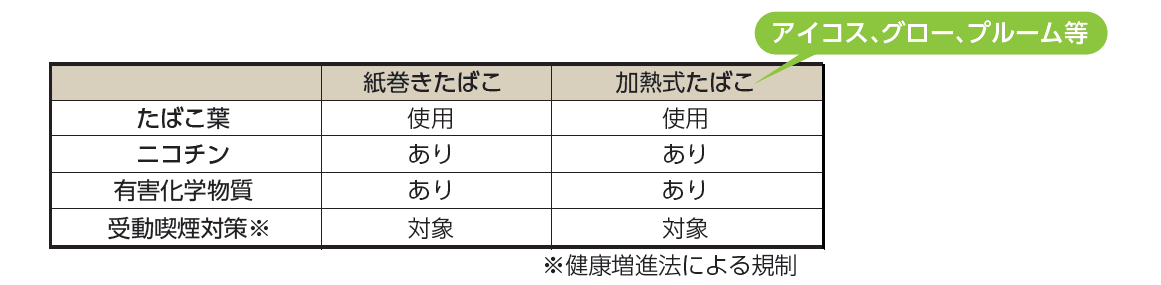 アイコス、グロー、プルーム等
紙巻きたばこ 加熱式たばこ
たばこ葉 使用 使用
ニコチン あり あり
有害化学物質 あり あり
受動喫煙対策※ 対象 対象
※健康増進法による規制